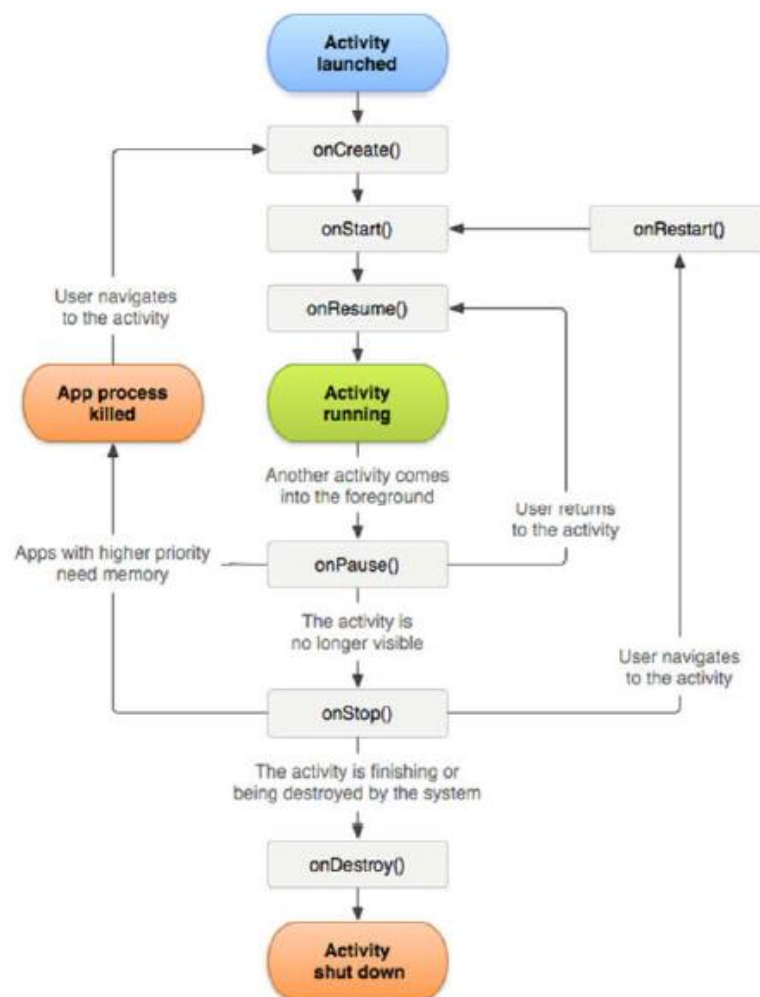 Activity
launched
onCreate()
onStart()
onRestart()
User navigates
to the activity
onResume()
App process
killed
Activity
running
Another activity comes
into the foreground
User returns
to the activity
Apps with higher priority
need memory
onPause()
The activity is
no longer visible
User navigates
to the activity
onStop()
The activity is finishing or
being destroyed by the system
onDestroy()
Activity
shut down